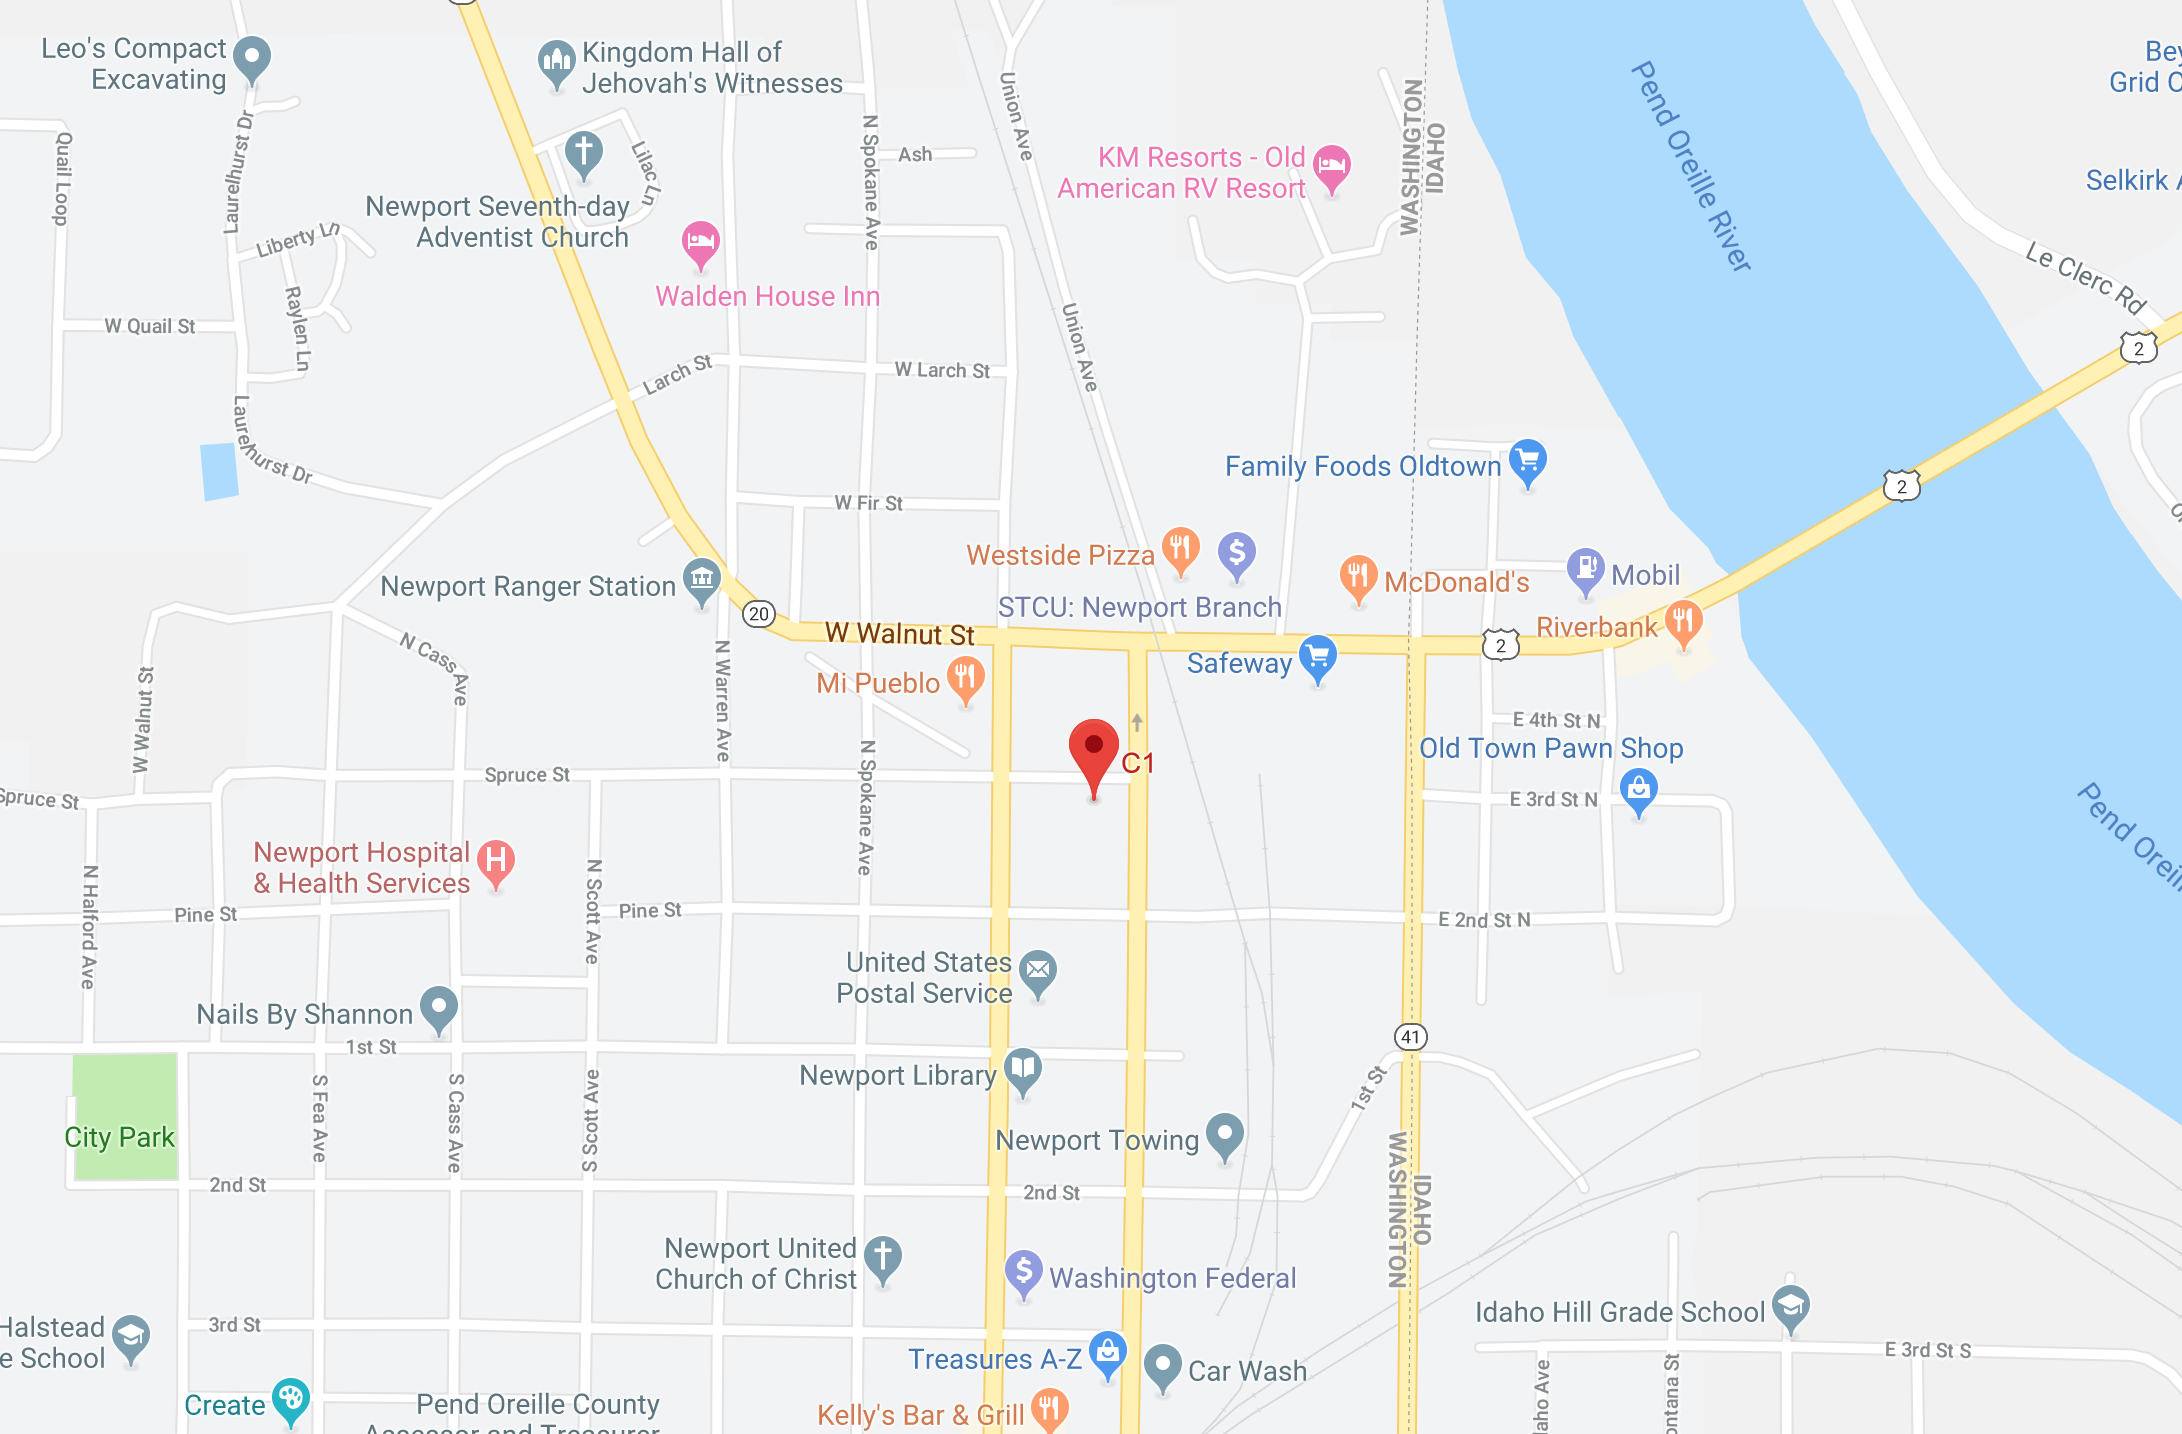 Leo's Compact
Excavating
Kingdom Hall of
Jehovah's Witnesses
Bey
Grid C
Pend Oreille River
Union Ave
WASHINGTON
IDAHO
Quail Loop
Laurelhurst Dr
N Spokane Ave
Ash
Lilac Ln
KM Resorts - Old
American RV Resort
Selkirk A
Newport Seventh-day
Adventist Church
Liberty Ln
Le Clerc Rd
Walden House Inn
Raylen Ln
W Quail St
Union Ave
2
Larch St
W Larch St
Laurelhurst Dr
Family Foods Oldtown
2
W Fir St
Westside Pizza
Newport Ranger Station
McDonald's
Mobil
STCU: Newport Branch
20
W Walnut St
Riverbank
2
N Cass Ave
Safeway
W Walnut St
N Warren Ave
Mi Pueblo
E 4th St N
Old Town Pawn Shop
C1
Spruce St
Spruce St
N Spokane Ave
E 3rd St N
Pend Oreill
Newport Hospital
& Health Services
N Halford Ave
N Scott Ave
Pine St
Pine St
E 2nd St N
United States
Postal Service
Nails By Shannon
41
1st St
Newport Library
1st St
S Fea Ave
S Cass Ave
S Scott Ave
City Park
Newport Towing
WASHINGTON
IDAHO
2nd St
2nd St
Newport United
Church of Christ
Washington Federal
Idaho Hill Grade School
Halstead
e School
3rd St
Treasures A-Z
Car Wash
E 3rd St S
daho Ave
ontana St
Create
Pend Oreille County
Assessor and Treasurer
Kelly's Bar & Grill